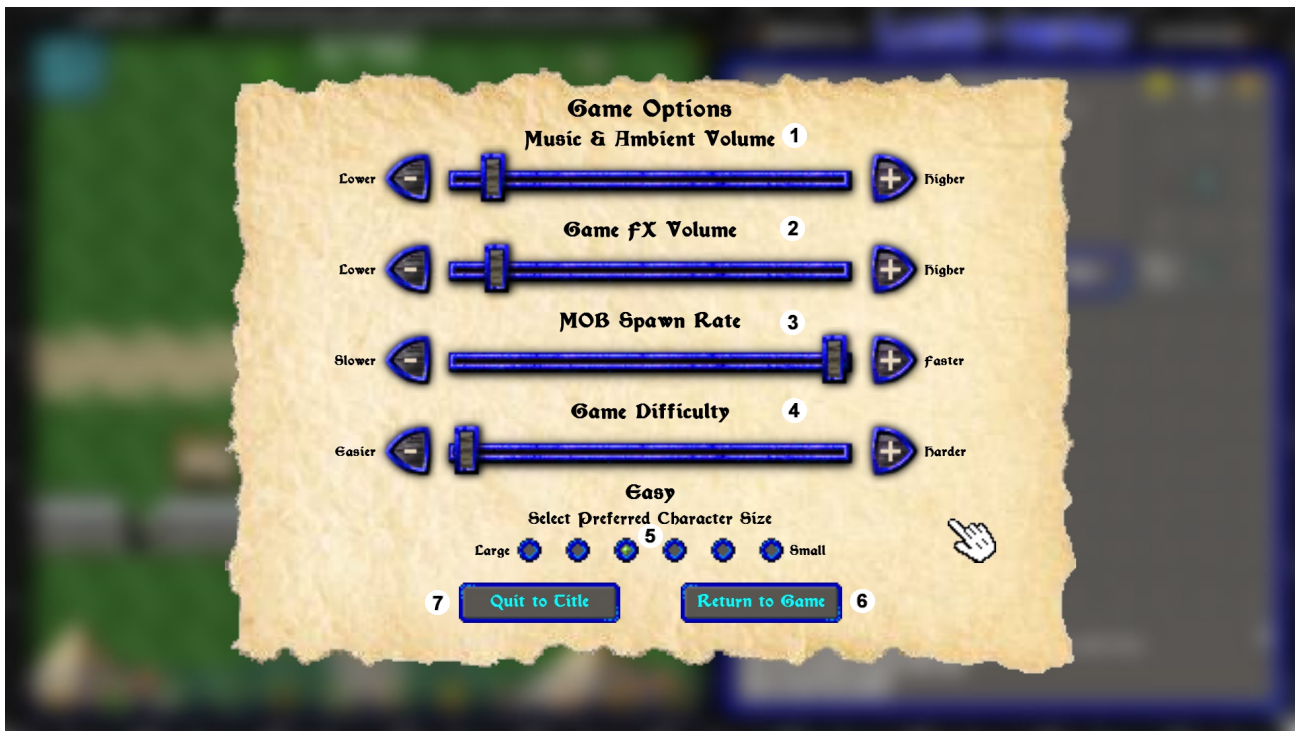 Game Options
Music & Ambient Volume 1
Lower - + Higher
Game FX Volume 2
Lower - + Higher
MOB Spawn Rate 3
Slower - + Faster
Game Difficulty 4
Easier - + Harder
Easy
Select Preferred Character Size
5
Large Small
7 Quit to Title Return to Game 6